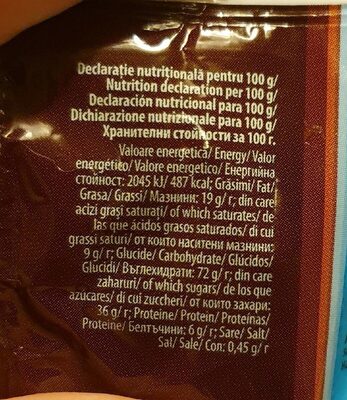 Declarație nutrițională pentru 100 g/
Nutrition declaration per 100 g/
Declaración nutricional para 100 g/
Dichiarazione nutrizionale para 100 g/
Хранителни стойности за 100 г.
Valoare energetică/ Energy/ Valor
energético/ Valore energetico/ Енергийна
стойност: 2045 kJ/ 487 kcal; Grăsimi/ Fat/
Grasa/ Grassi/ Мазнини: 19 g/ г; din care
acizi grași saturați/ of which saturates/ de
las que ácidos grasos saturados/ di cui
grassi saturi/ от които наситени мазнини:
9 g/ г; Glucide/ Carbohydrate/ Glúcidos/
Glucidi/ Въглехидрати: 72 g/ г; din care
zaharuri/ of which sugars/ de los que
azúcares/ di cui zuccheri/ от които захари:
36 g/ г; Proteine/ Protein/ Proteínas/
Proteine/ Белтъчини: 6 g/ г; Sare/ Salt/
Sal/ Sale/ Сол: 0,45 g/ г